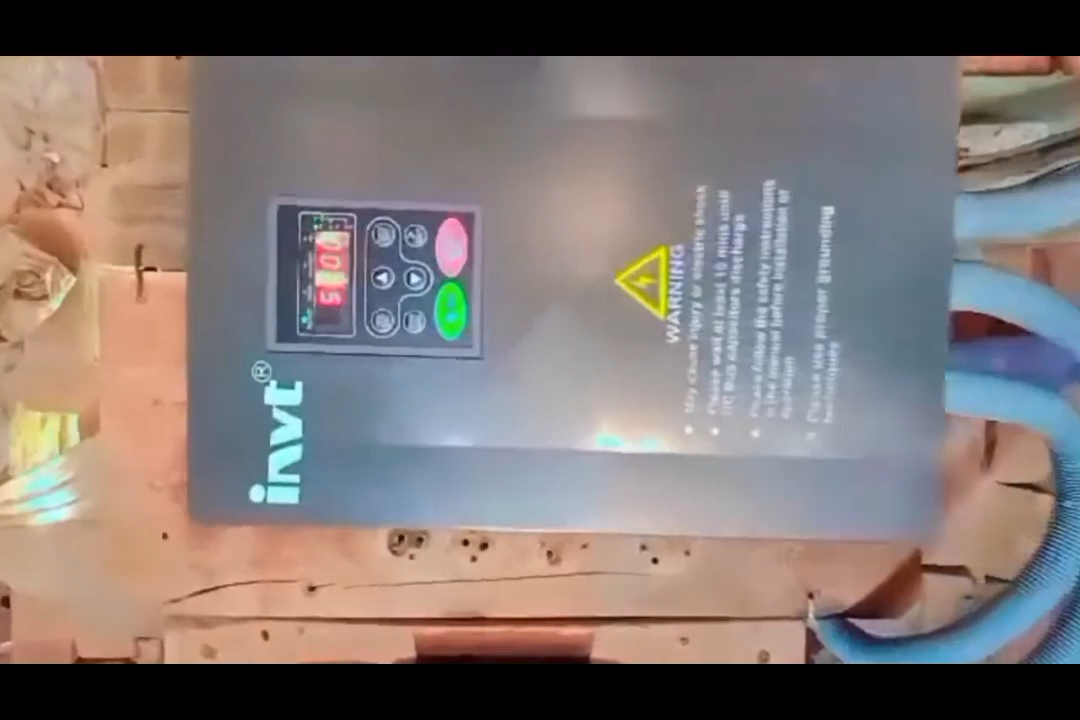 invt®
WARNING
May cause injury or electric shock
Please wait at least 10 mins until
DC Bus capacitors discharge
Please follow the safety instructions
in the manual before installation or
operation
Please use proper grounding
techniques